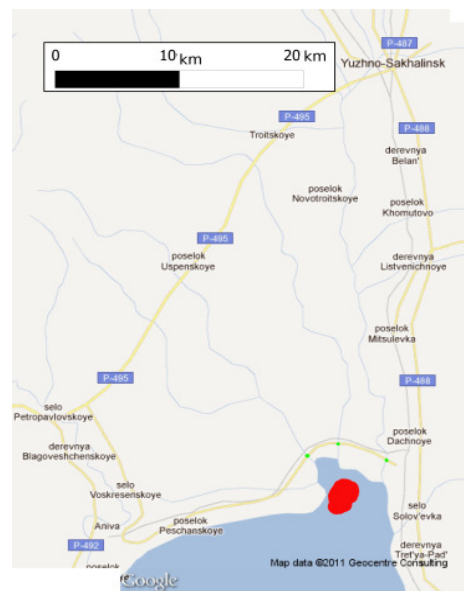 0 10 km 20 km
P-487
Yuzhno-Sakhalinsk
P-495
Troitskoye
P-488
derevnya
Belan'
poselok
Novotroitskoye
poselok
Khomutovo
P-495
poselok
Uspenskoye
derevnya
Listvenichnoye
poselok
Mitsulevka
P-495
P-488
selo
Petropavlovskoye
poselok
Dachnoye
derevnya
Blagoveshchenskoye
selo
Voskresenskoye
selo
Solov'evka
Aniva
poselok
Peschanskoye
P-492
derevnya
Tret'ya-Pad'
Map data ©2011 Geocentre Consulting
poselok
Google